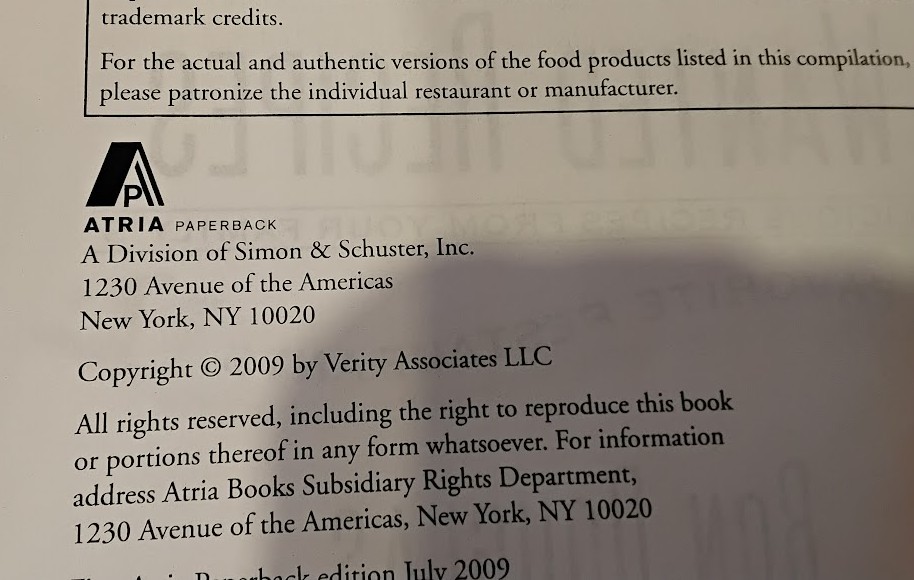 trademark credits.
For the actual and authentic versions of the food products listed in this compilation,
please patronize the individual restaurant or manufacturer.
AP
ATRIA PAPERBACK
A Division of Simon & Schuster, Inc.
1230 Avenue of the Americas
New York, NY 10020
Copyright © 2009 by Verity Associates LLC
All rights reserved, including the right to reproduce this book
or portions thereof in any form whatsoever. For information
address Atria Books Subsidiary Rights Department,
1230 Avenue of the Americas, New York, NY 10020
edition July 2009